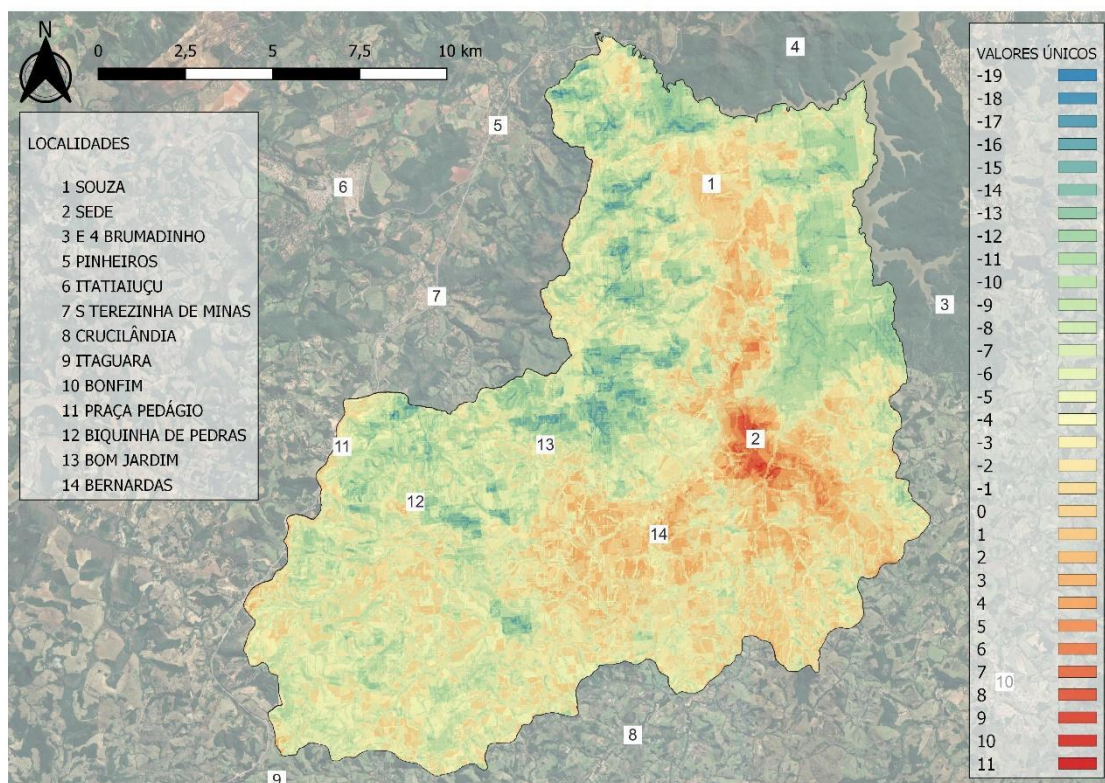 N
0 2,5 5 7,5 10 km
LOCALIDADES
1 SOUZA
2 SEDE
3 E 4 BRUMADINHO
5 PINHEIROS
6 ITATIAIUÇU
7 S TEREZINHA DE MINAS
8 CRUCILÂNDIA
9 ITAGUARA
10 BONFIM
11 PRAÇA PEDÁGIO
12 BIQUINHA DE PEDRAS
13 BOM JARDIM
14 BERNARDAS
4
5
6
1
7
3
2
11
13
12
14
10
8
9
VALORES ÚNICOS
-19
-18
-17
-16
-15
-14
-13
-12
-11
-10
-9
-8
-7
-6
-5
-4
-3
-2
-1
0
1
2
3
4
5
6
7
8
9
10
11